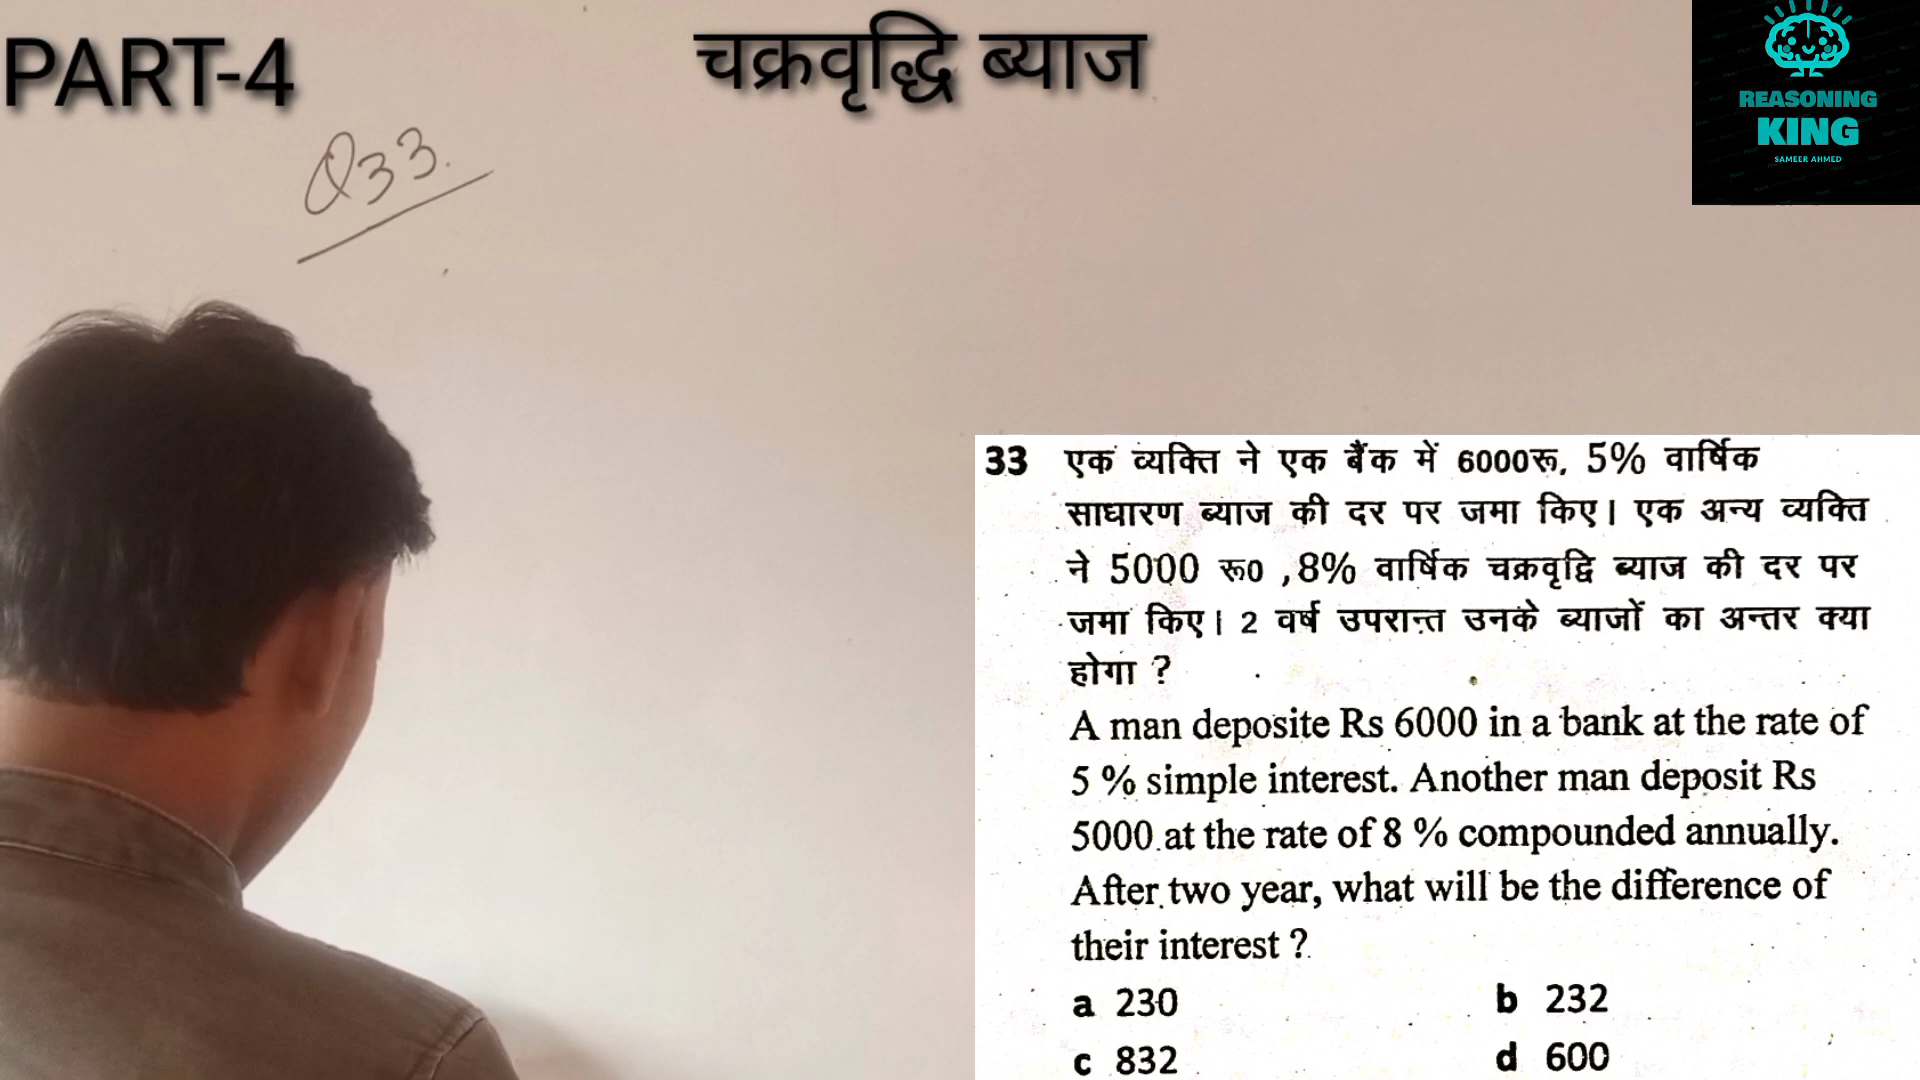 PART-4
चक्रवृद्धि ब्याज
REASONING
KING
SAMEER AHMED
Q33.
33 एक व्यक्ति ने एक बैंक में 6000रू, 5% वार्षिक
साधारण ब्याज की दर पर जमा किए। एक अन्य व्यक्ति
ने 5000 रू0 ,8% वार्षिक चक्रवृद्वि ब्याज की दर पर
जमा किए। 2 वर्ष उपरान्त उनके ब्याजों का अन्तर क्या
होगा ?
A man deposite Rs 6000 in a bank at the rate of
5 % simple interest. Another man deposit Rs
5000 at the rate of 8 % compounded annually.
After two year, what will be the difference of
their interest ?
a 230 b 232
c 832 d 600